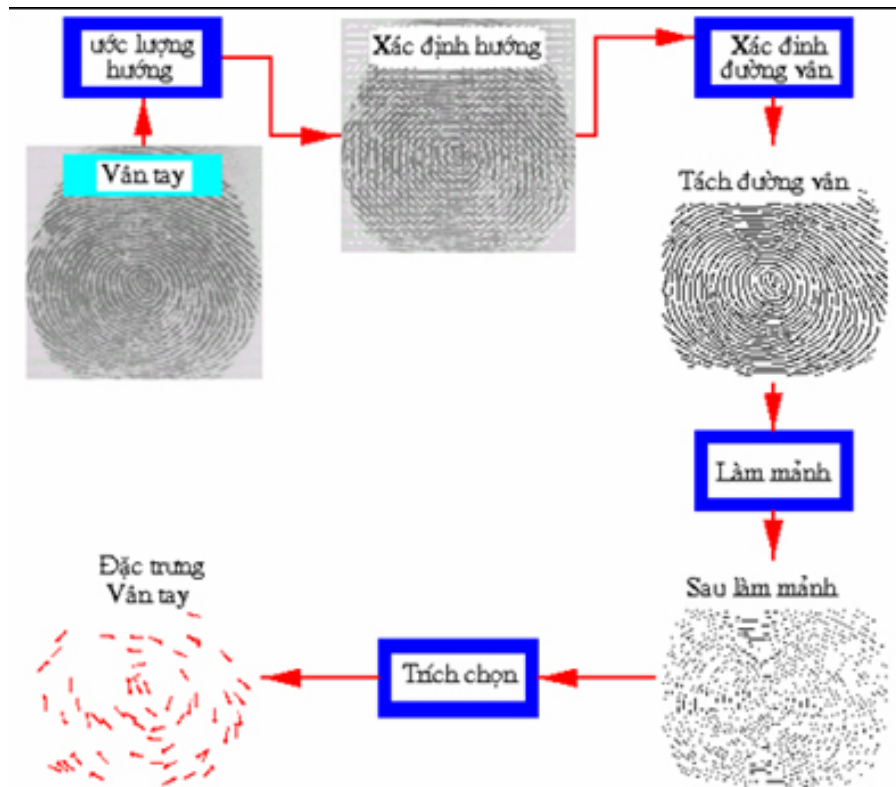 ước lượng
hướng
Xác định hướng
Xác đinh
đường vân
Vân tay
Tách đường vân
Làm mảnh
Sau làm mảnh
Trích chọn
Đặc trưng
Vân tay